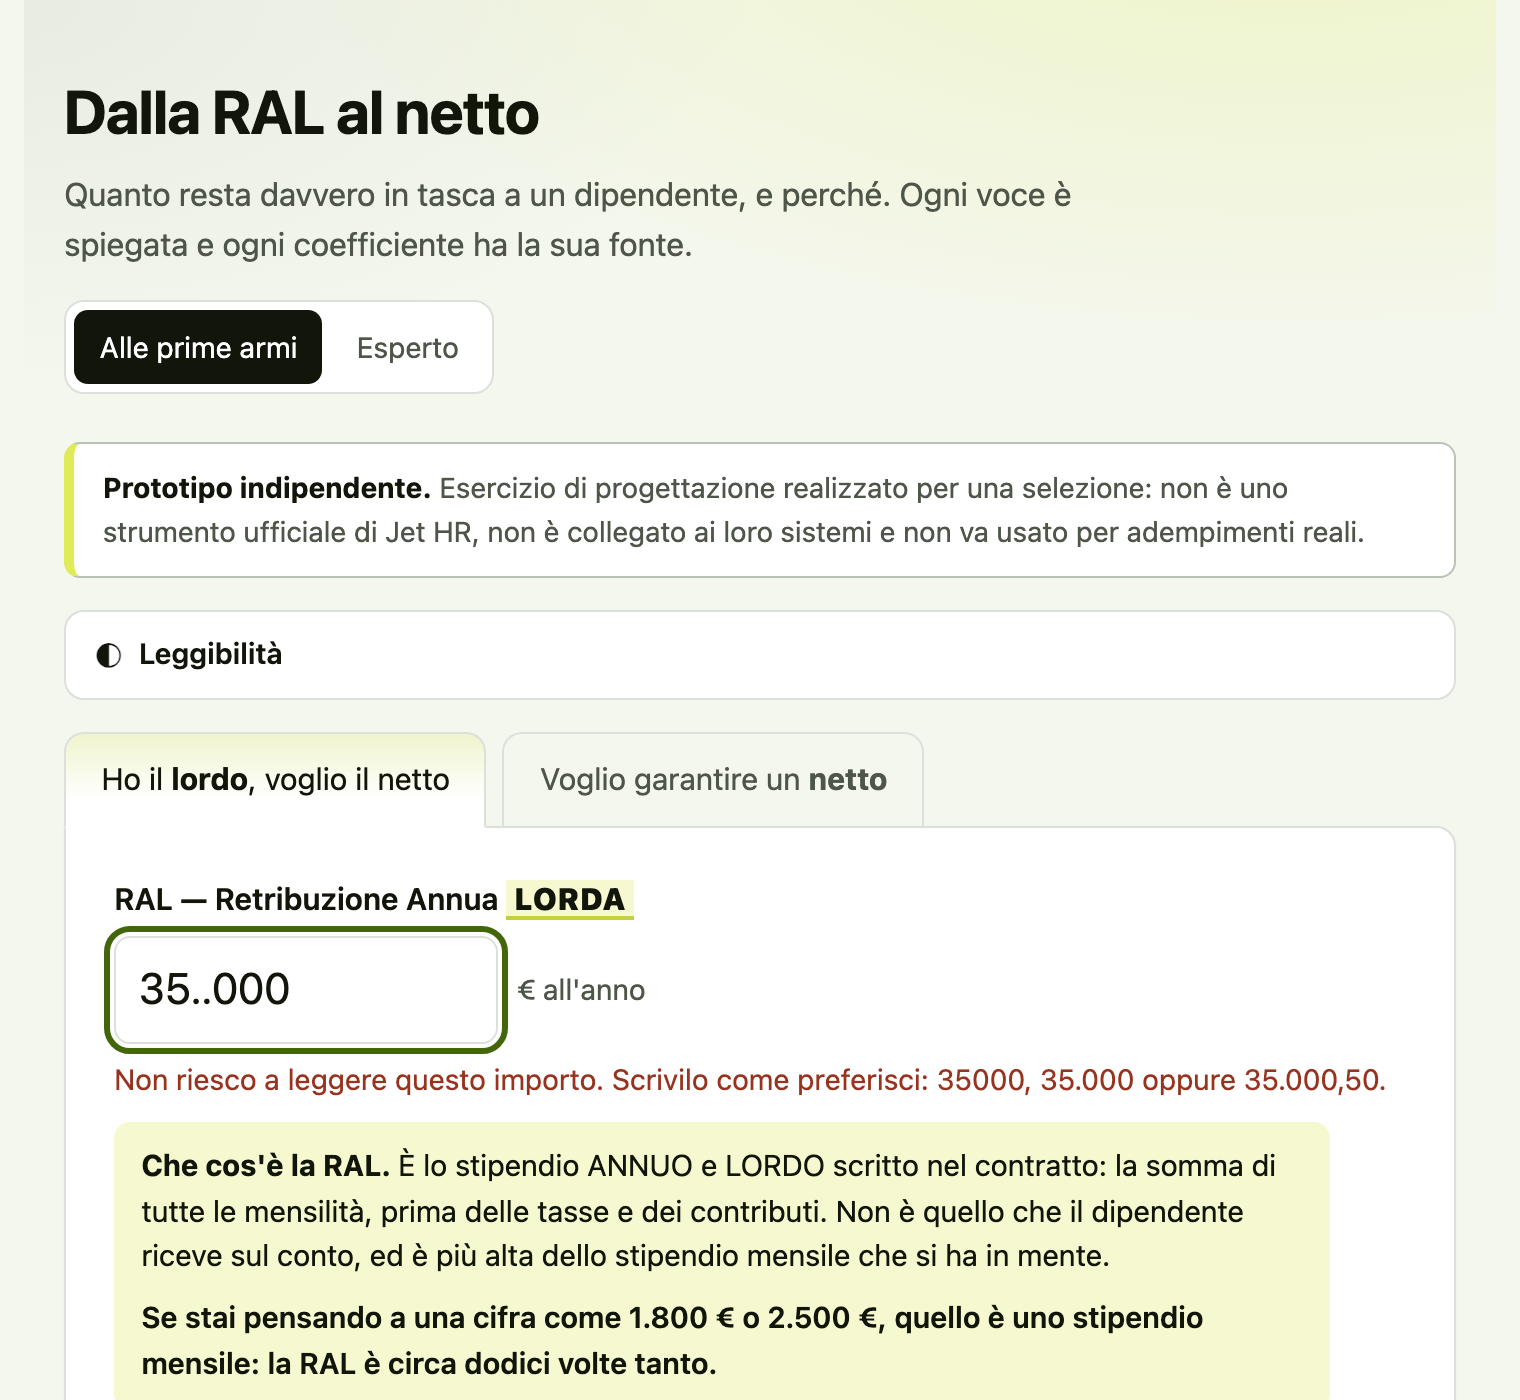 Dalla RAL al netto
Quanto resta davvero in tasca a un dipendente, e perché. Ogni voce è
spiegata e ogni coefficiente ha la sua fonte.
Alle prime armi
Esperto
Prototipo indipendente. Esercizio di progettazione realizzato per una selezione: non è uno
strumento ufficiale di Jet HR, non è collegato ai loro sistemi e non va usato per adempimenti reali.
Leggibilità
Ho il lordo, voglio il netto
Voglio garantire un netto
RAL — Retribuzione Annua LORDA
35..000
€ all'anno
Non riesco a leggere questo importo. Scrivilo come preferisci: 35000, 35.000 oppure 35.000,50.
Che cos'è la RAL. È lo stipendio ANNUO e LORDO scritto nel contratto: la somma di
tutte le mensilità, prima delle tasse e dei contributi. Non è quello che il dipendente
riceve sul conto, ed è più alta dello stipendio mensile che si ha in mente.
Se stai pensando a una cifra come 1.800 € o 2.500 €, quello è uno stipendio
mensile: la RAL è circa dodici volte tanto.